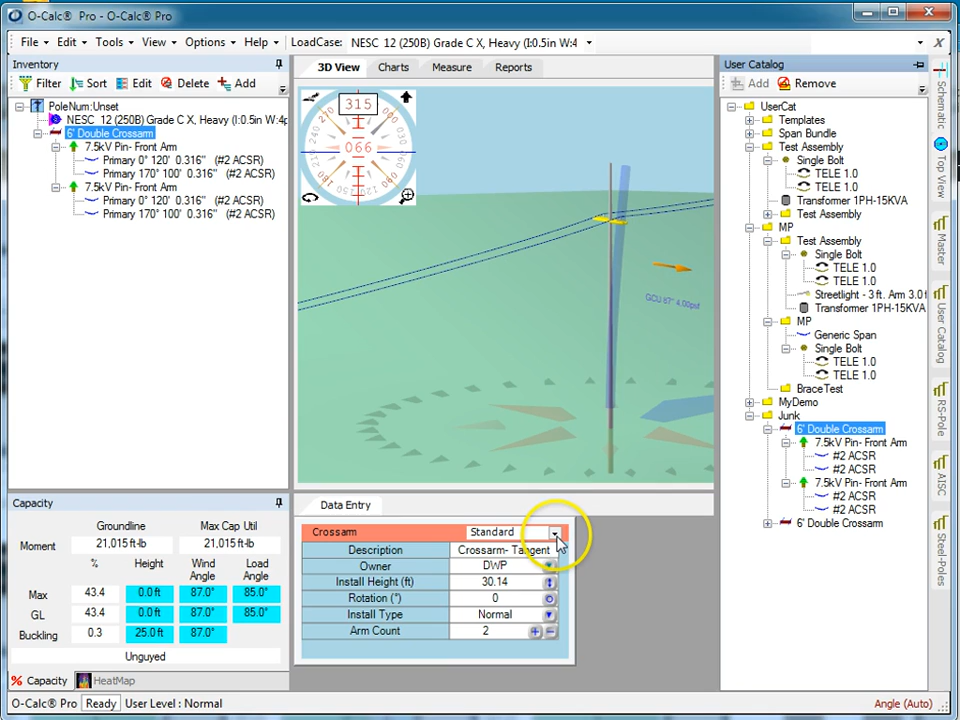 O-Calc® Pro - O-Calc® Pro
File Edit Tools View Options Help LoadCase: NESC 12 (250B) Grade C X, Heavy (I:0.5in W:4
Inventory
Filter Sort Edit Delete Add
PoleNum:Unset
NESC 12 (250B) Grade C X, Heavy (I:0.5in W:4p
6' Double Crossarm
7.5kV Pin- Front Arm
Primary 0° 120' 0.316" (#2 ACSR)
Primary 170° 100' 0.316" (#2 ACSR)
7.5kV Pin- Front Arm
Primary 0° 120' 0.316" (#2 ACSR)
Primary 170° 100' 0.316" (#2 ACSR)
3D View Charts Measure Reports
315
066
GCU 87° 4.00psf
User Catalog
Add Remove
UserCat
Templates
Span Bundle
Test Assembly
Single Bolt
TELE 1.0
TELE 1.0
Transformer 1PH-15KVA
Test Assembly
MP
Test Assembly
Single Bolt
TELE 1.0
TELE 1.0
Streetlight - 3 ft. Arm 3.0 f
Transformer 1PH-15KVA
MP
Generic Span
Single Bolt
TELE 1.0
TELE 1.0
BraceTest
MyDemo
Junk
6' Double Crossarm
7.5kV Pin- Front Arm
#2 ACSR
#2 ACSR
7.5kV Pin- Front Arm
#2 ACSR
#2 ACSR
6' Double Crossarm
Schematic
Top View
Master
User Catalog
RS-Pole
AISC
Steel-Poles
Capacity
Groundline Max Cap Util
Moment 21,015 ft-lb 21,015 ft-lb
% Height Wind Angle Load Angle
Max 43.4 0.0 ft 87.0° 85.0°
GL 43.4 0.0 ft 87.0° 85.0°
Buckling 0.3 25.0 ft 87.0°
Unguyed
Capacity HeatMap
Data Entry
Crossarm Standard
Description Crossarm- Tangent
Owner DWP
Install Height (ft) 30.14
Rotation (°) 0
Install Type Normal
Arm Count 2
O-Calc® Pro Ready User Level : Normal Angle (Auto)